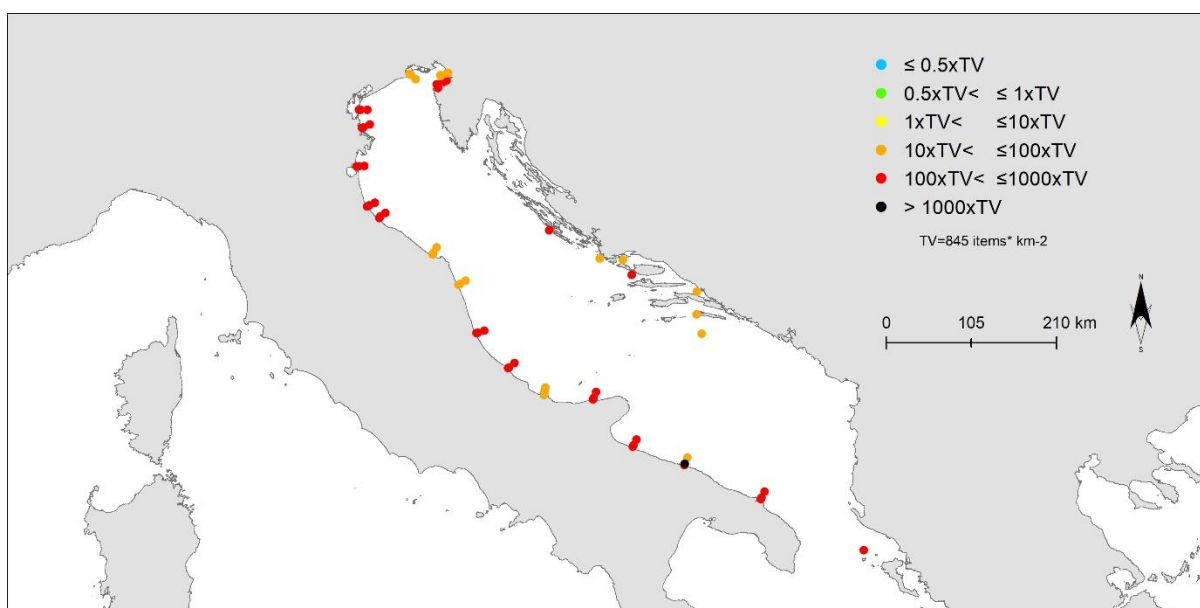 ≤ 0.5xTV
0.5xTV< ≤ 1xTV
1xTV< ≤10xTV
10xTV< ≤100xTV
100xTV< ≤1000xTV
> 1000xTV
TV=845 items* km-2
N
S
0 105 210 km